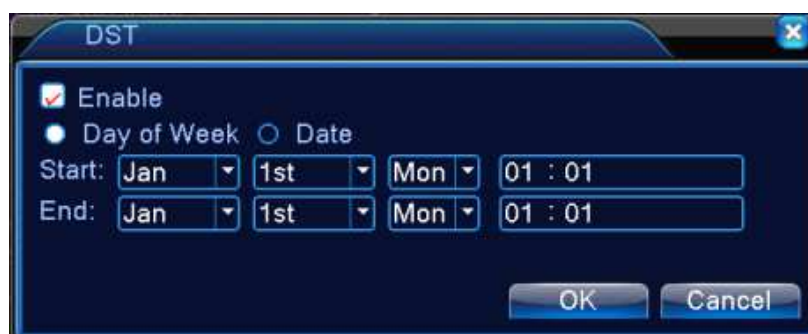 DST
Enable
Day of Week Date
Start: Jan 1st Mon 01 : 01
End: Jan 1st Mon 01 : 01
OK Cancel